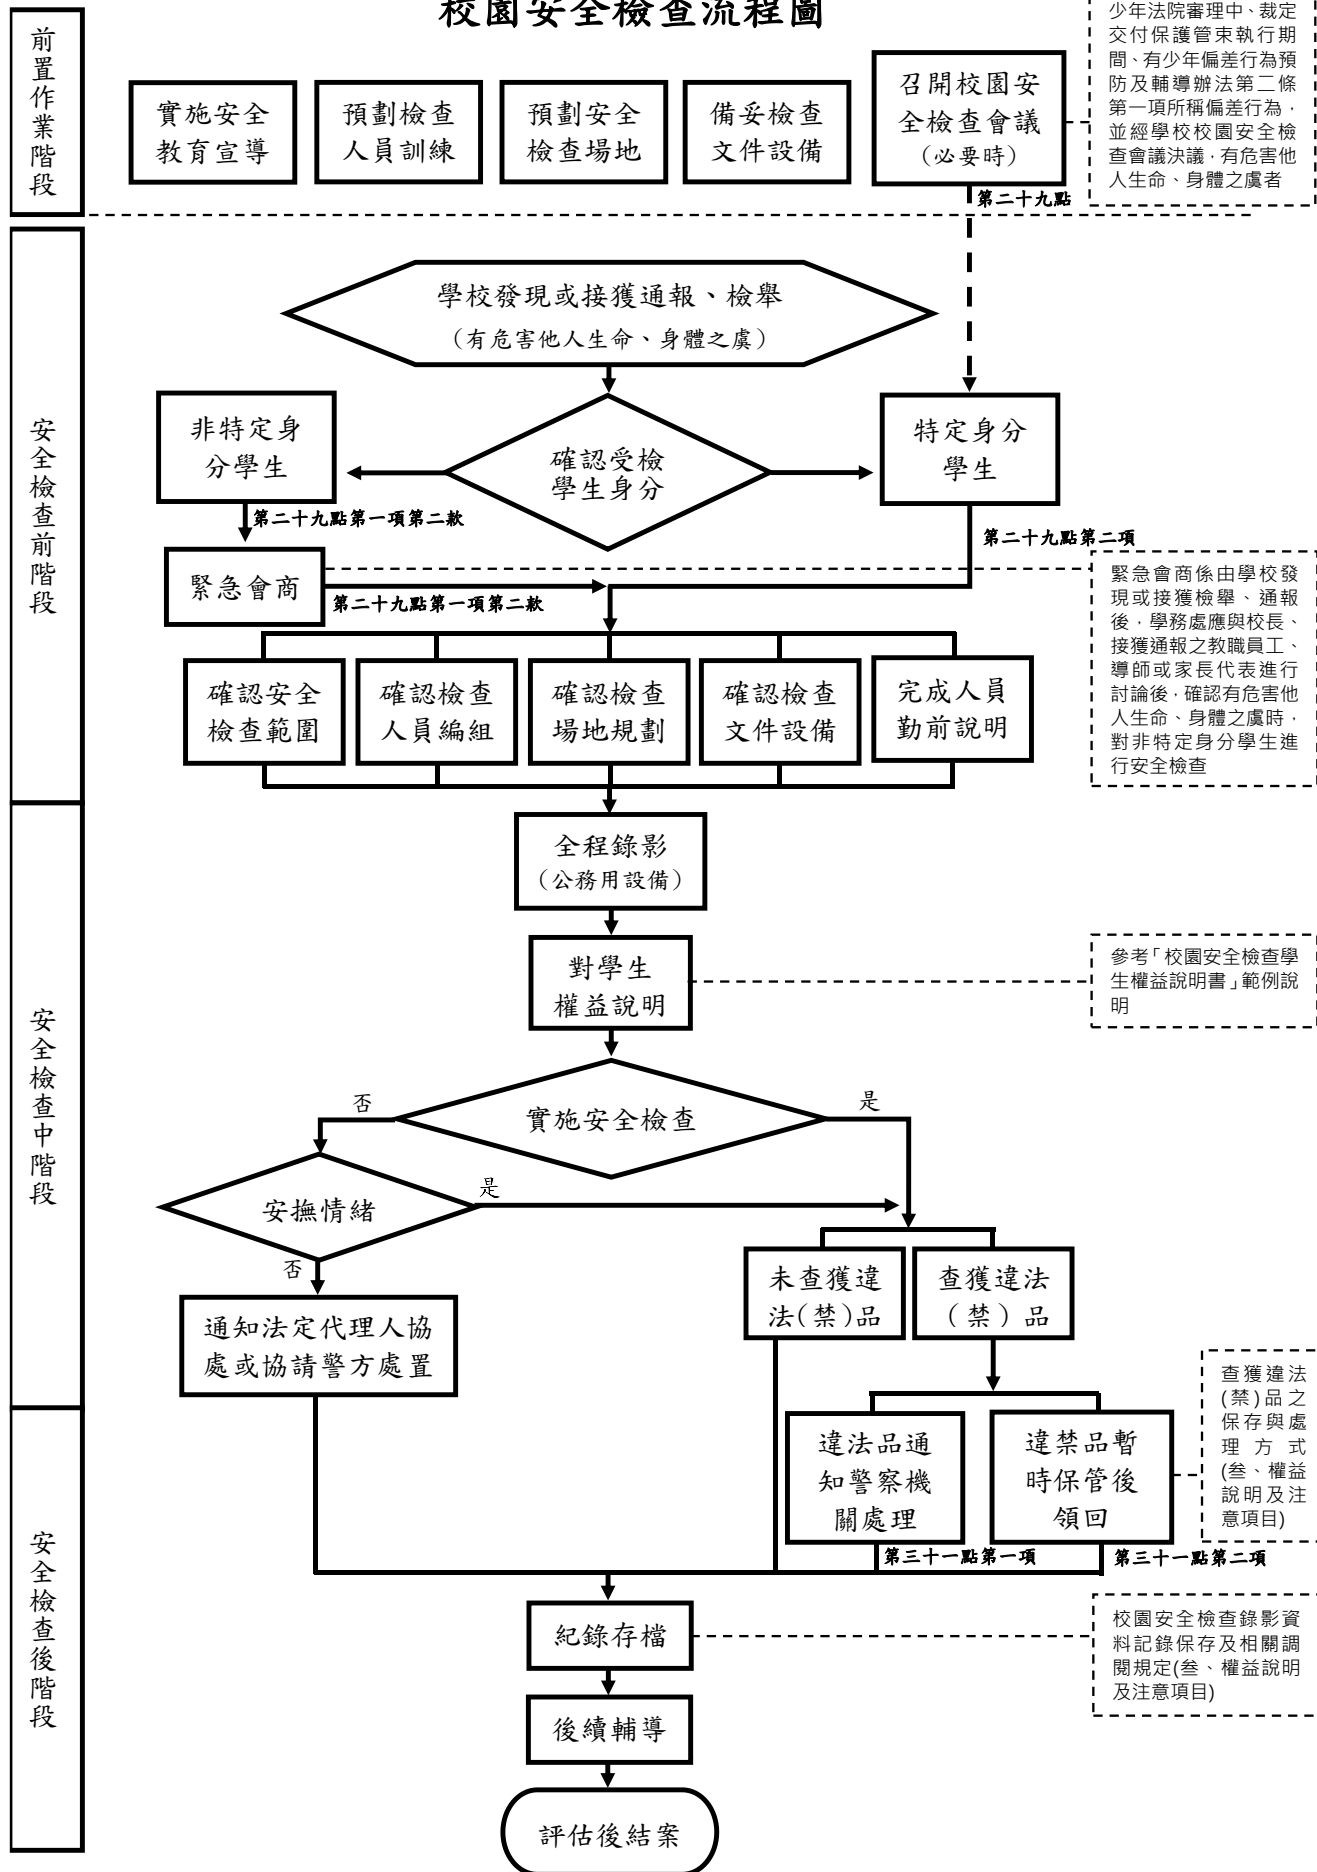 校園安全檢查流程圖
前
置
作
業
階
段
實施安全
教育宣導
預劃檢查
人員訓練
預劃安全
檢查場地
備妥檢查
文件設備
召開校園安
全檢查會議
(必要時)
少年法院審理中、裁定
交付保護管束執行期
間、有少年偏差行為預
防及輔導辦法第二條
第一項所稱偏差行為，
並經學校校園安全檢
查會議決議，有危害他
人生命、身體之虞者
第二十九點
安
全
檢
查
前
階
段
學校發現或接獲通報、檢舉
(有危害他人生命、身體之虞)
非特定身
分學生
確認受檢
學生身分
特定身分
學生
第二十九點第一項第二款
第二十九點第二項
緊急會商
第二十九點第一項第二款
緊急會商係由學校發
現或接獲檢舉、通報
後，學務處應與校長、
接獲通報之教職員工、
導師或家長代表進行
討論後，確認有危害他
人生命、身體之虞時，
對非特定身分學生進
行安全檢查
確認安全
檢查範圍
確認檢查
人員編組
確認檢查
場地規劃
確認檢查
文件設備
完成人員
勤前說明
安
全
檢
查
中
階
段
全程錄影
(公務用設備)
對學生
權益說明
參考「校園安全檢查學
生權益說明書」範例說
明
否
實施安全檢查
是
安撫情緒
是
否
通知法定代理人協
處或協請警方處置
未查獲違
法(禁)品
查獲違法
(禁)品
安
全
檢
查
後
階
段
違法品通
知警察機
關處理
違禁品暫
時保管後
領回
查獲違法
(禁)品之
保存與處
理方式
(叁、權益
說明及注
意項目)
第三十一點第一項
第三十一點第二項
紀錄存檔
校園安全檢查錄影資
料記錄保存及相關調
閱規定(叁、權益說明
及注意項目)
後續輔導
評估後結案